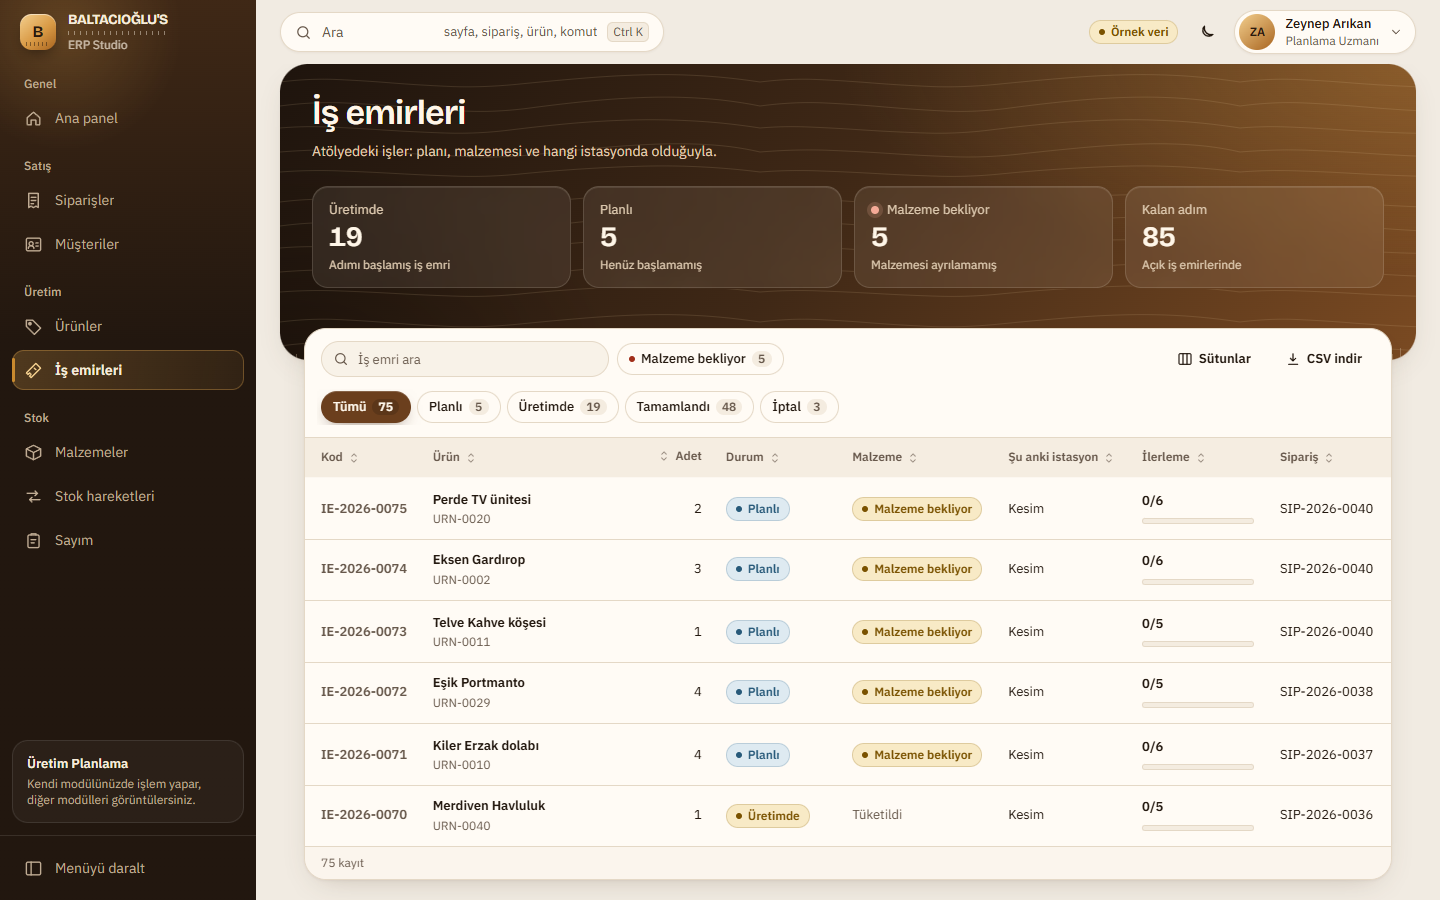 B
BALTACIOĞLU'S
ERP Studio
Genel
Ana panel
Satış
Siparişler
Müşteriler
Üretim
Ürünler
İş emirleri
Stok
Malzemeler
Stok hareketleri
Sayım
Üretim Planlama
Kendi modülünüzde işlem yapar,
diğer modülleri görüntülersiniz.
Menüyü daralt
Ara sayfa, sipariş, ürün, komut Ctrl K
Örnek veri
ZA
Zeynep Arıkan
Planlama Uzmanı
İş emirleri
Atölyedeki işler: planı, malzemesi ve hangi istasyonda olduğuyla.
Üretimde
19
Adımı başlamış iş emri
Planlı
5
Henüz başlamamış
Malzeme bekliyor
5
Malzemesi ayrılamamış
Kalan adım
85
Açık iş emirlerinde
İş emri ara
Malzeme bekliyor 5
Sütunlar
CSV indir
Tümü 75 Planlı 5 Üretimde 19 Tamamlandı 48 İptal 3
Kod Ürün Adet Durum Malzeme Şu anki istasyon İlerleme Sipariş
IE-2026-0075 Perde TV ünitesi 2 Planlı Malzeme bekliyor Kesim 0/6 SIP-2026-0040
URN-0020
IE-2026-0074 Eksen Gardırop 3 Planlı Malzeme bekliyor Kesim 0/6 SIP-2026-0040
URN-0002
IE-2026-0073 Telve Kahve köşesi 1 Planlı Malzeme bekliyor Kesim 0/5 SIP-2026-0040
URN-0011
IE-2026-0072 Eşik Portmanto 4 Planlı Malzeme bekliyor Kesim 0/5 SIP-2026-0038
URN-0029
IE-2026-0071 Kiler Erzak dolabı 4 Planlı Malzeme bekliyor Kesim 0/6 SIP-2026-0037
URN-0010
IE-2026-0070 Merdiven Havluluk 1 Üretimde Tüketildi Kesim 0/5 SIP-2026-0036
URN-0040
75 kayıt